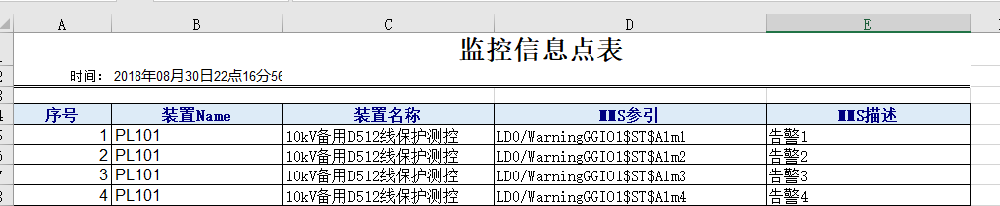 A B C D E
监控信息点表
时间： 2018年08月30日22点16分56
序号 装置Name 装置名称 MMS参引 MMS描述
1 PL101 10kV备用D512线保护测控 LD0/WarningGGIO1$ST$Alm1 告警1
2 PL101 10kV备用D512线保护测控 LD0/WarningGGIO1$ST$Alm2 告警2
3 PL101 10kV备用D512线保护测控 LD0/WarningGGIO1$ST$Alm3 告警3
4 PL101 10kV备用D512线保护测控 LD0/WarningGGIO1$ST$Alm4 告警4